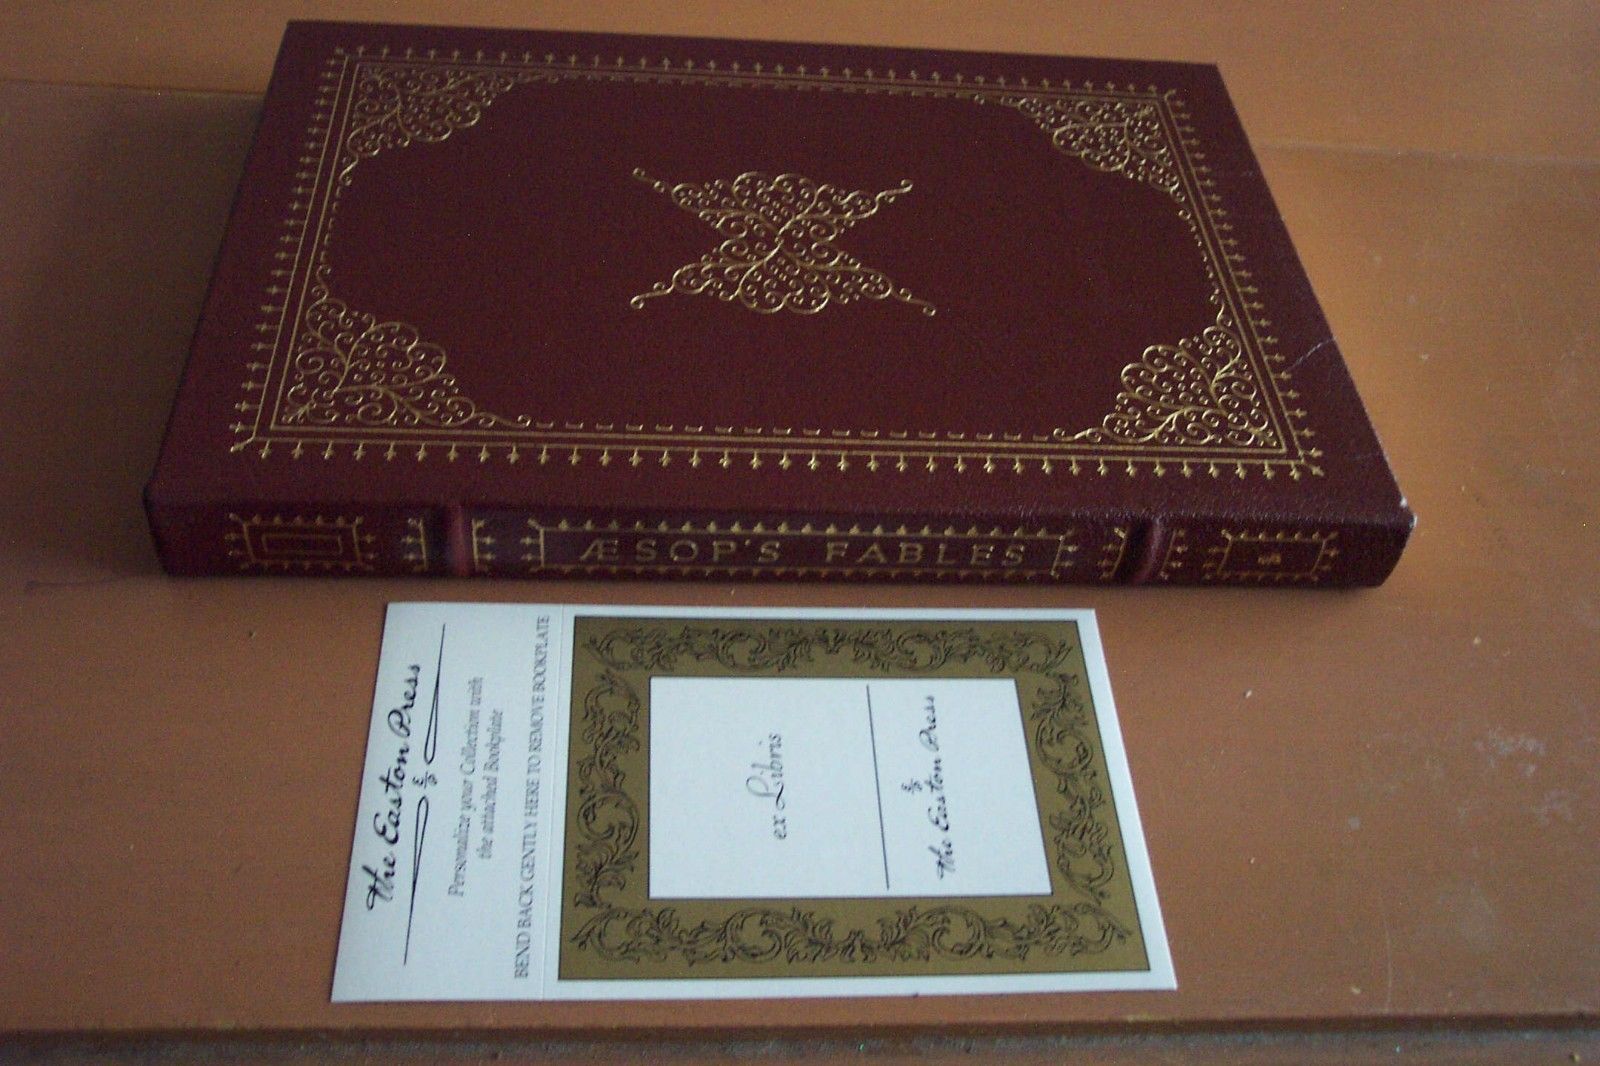 ÆSOP'S FABLES
The Easton Press
Personalize your Collection with
the attached Bookplate
BEND BACK GENTLY HERE TO REMOVE BOOKPLATE
ex Libris
The Easton Press